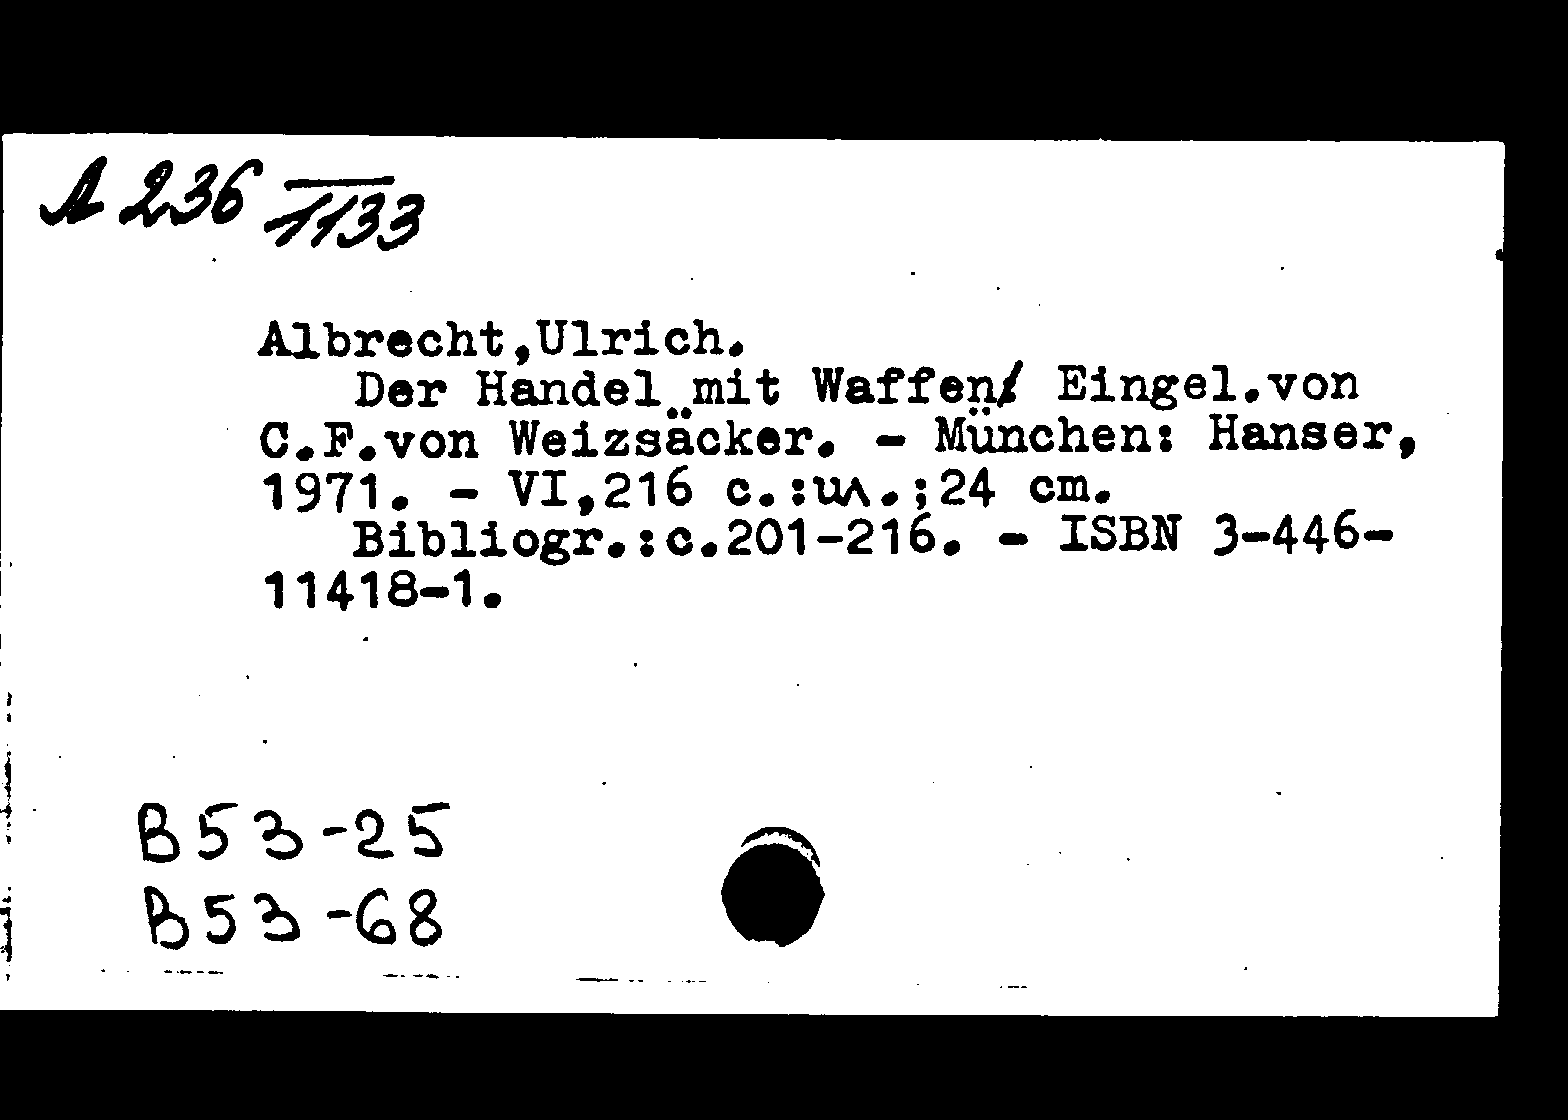 A 236 / 1133
Albrecht,Ulrich.
Der Handel mit Waffen/ Eingel.von
C.F.von Weizsäcker. - München: Hanser,
1971. - VI,216 с.:ил.;24 cm.
Bibliogr.:c.201-216. - ISBN 3-446-
11418-1.
B53-25
B53-68